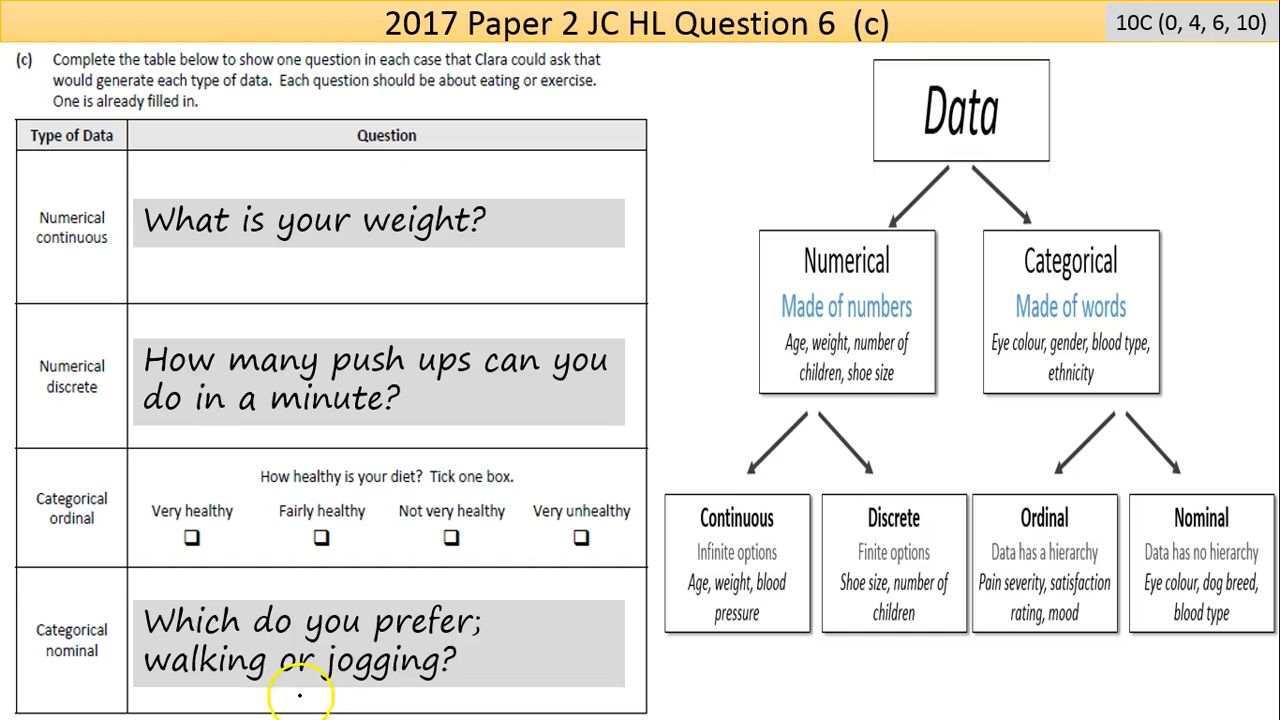 2017 Paper 2 JC HL Question 6 (c)
10C (0, 4, 6, 10)
(c) Complete the table below to show one question in each case that Clara could ask that
would generate each type of data. Each question should be about eating or exercise.
One is already filled in.
Type of Data
Question
Numerical
continuous
What is your weight?
Numerical
discrete
How many push ups can you
do in a minute?
Categorical
ordinal
How healthy is your diet? Tick one box.
Very healthy Fairly healthy Not very healthy Very unhealthy
Categorical
nominal
Which do you prefer;
walking or jogging?
Data
Numerical
Made of numbers
Age, weight, number of
children, shoe size
Categorical
Made of words
Eye colour, gender, blood type,
ethnicity
Continuous
Infinite options
Age, weight, blood
pressure
Discrete
Finite options
Shoe size, number of
children
Ordinal
Data has a hierarchy
Pain severity, satisfaction
rating, mood
Nominal
Data has no hierarchy
Eye colour, dog breed,
blood type